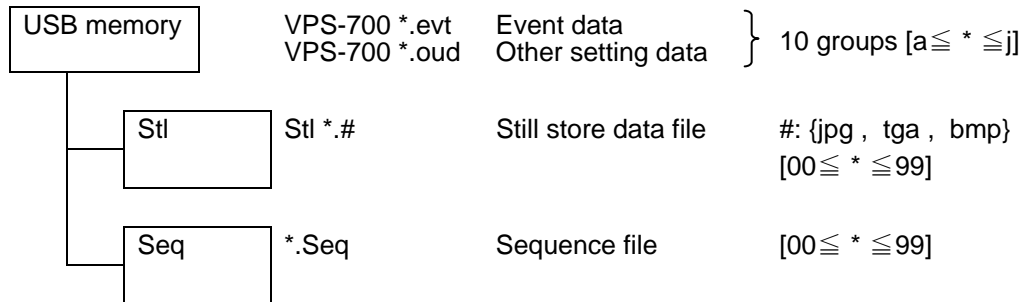 USB memory VPS-700 *.evt Event data
VPS-700 *.oud Other setting data
10 groups [a≦ * ≦j]
Stl Stl *.# Still store data file #: {jpg , tga , bmp}
[00≦ * ≦99]
Seq *.Seq Sequence file [00≦ * ≦99]